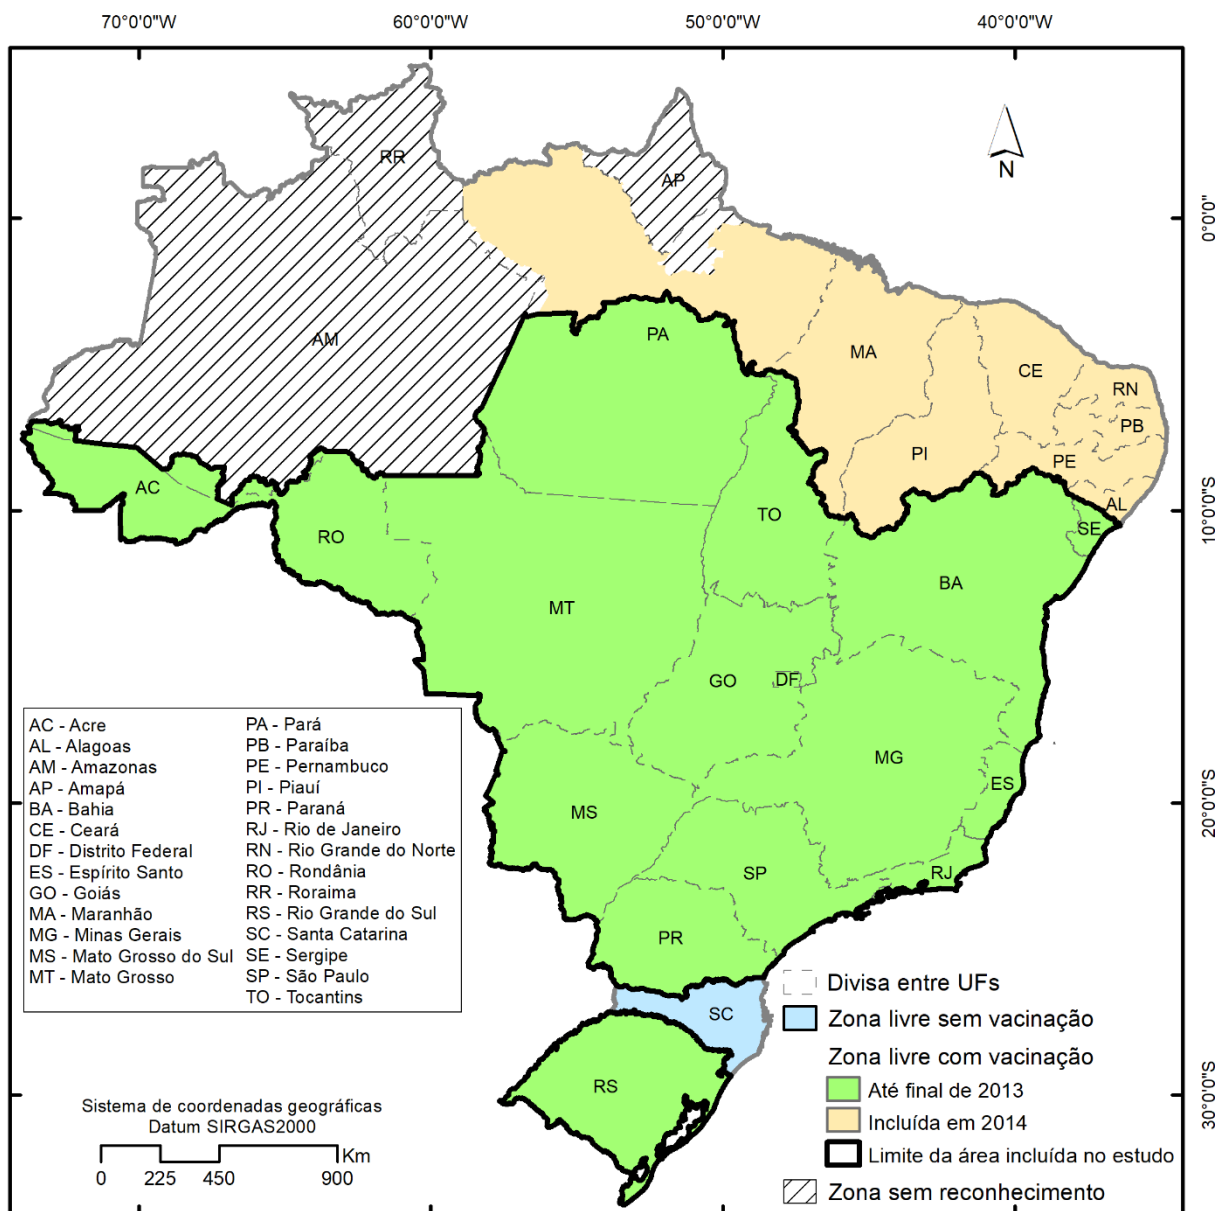 70°0'0"W 60°0'0"W 50°0'0"W 40°0'0"W
N
RR
AP
0°0'0"
AM
PA
MA
CE
RN
PB
PI
PE
AC
TO
AL
10°0'0"S
RO
SE
MT
BA
GO
DF
MG
ES
20°0'0"S
MS
SP
RJ
PR
SC
RS
30°0'0"S
AC - Acre
AL - Alagoas
AM - Amazonas
AP - Amapá
BA - Bahia
CE - Ceará
DF - Distrito Federal
ES - Espírito Santo
GO - Goiás
MA - Maranhão
MG - Minas Gerais
MS - Mato Grosso do Sul
MT - Mato Grosso
PA - Pará
PB - Paraíba
PE - Pernambuco
PI - Piauí
PR - Paraná
RJ - Rio de Janeiro
RN - Rio Grande do Norte
RO - Rondânia
RR - Roraima
RS - Rio Grande do Sul
SC - Santa Catarina
SE - Sergipe
SP - São Paulo
TO - Tocantins
Divisa entre UFs
Zona livre sem vacinação
Zona livre com vacinação
Até final de 2013
Incluída em 2014
Limite da área incluída no estudo
Zona sem reconhecimento
Sistema de coordenadas geográficas
Datum SIRGAS2000
Km
0 225 450 900